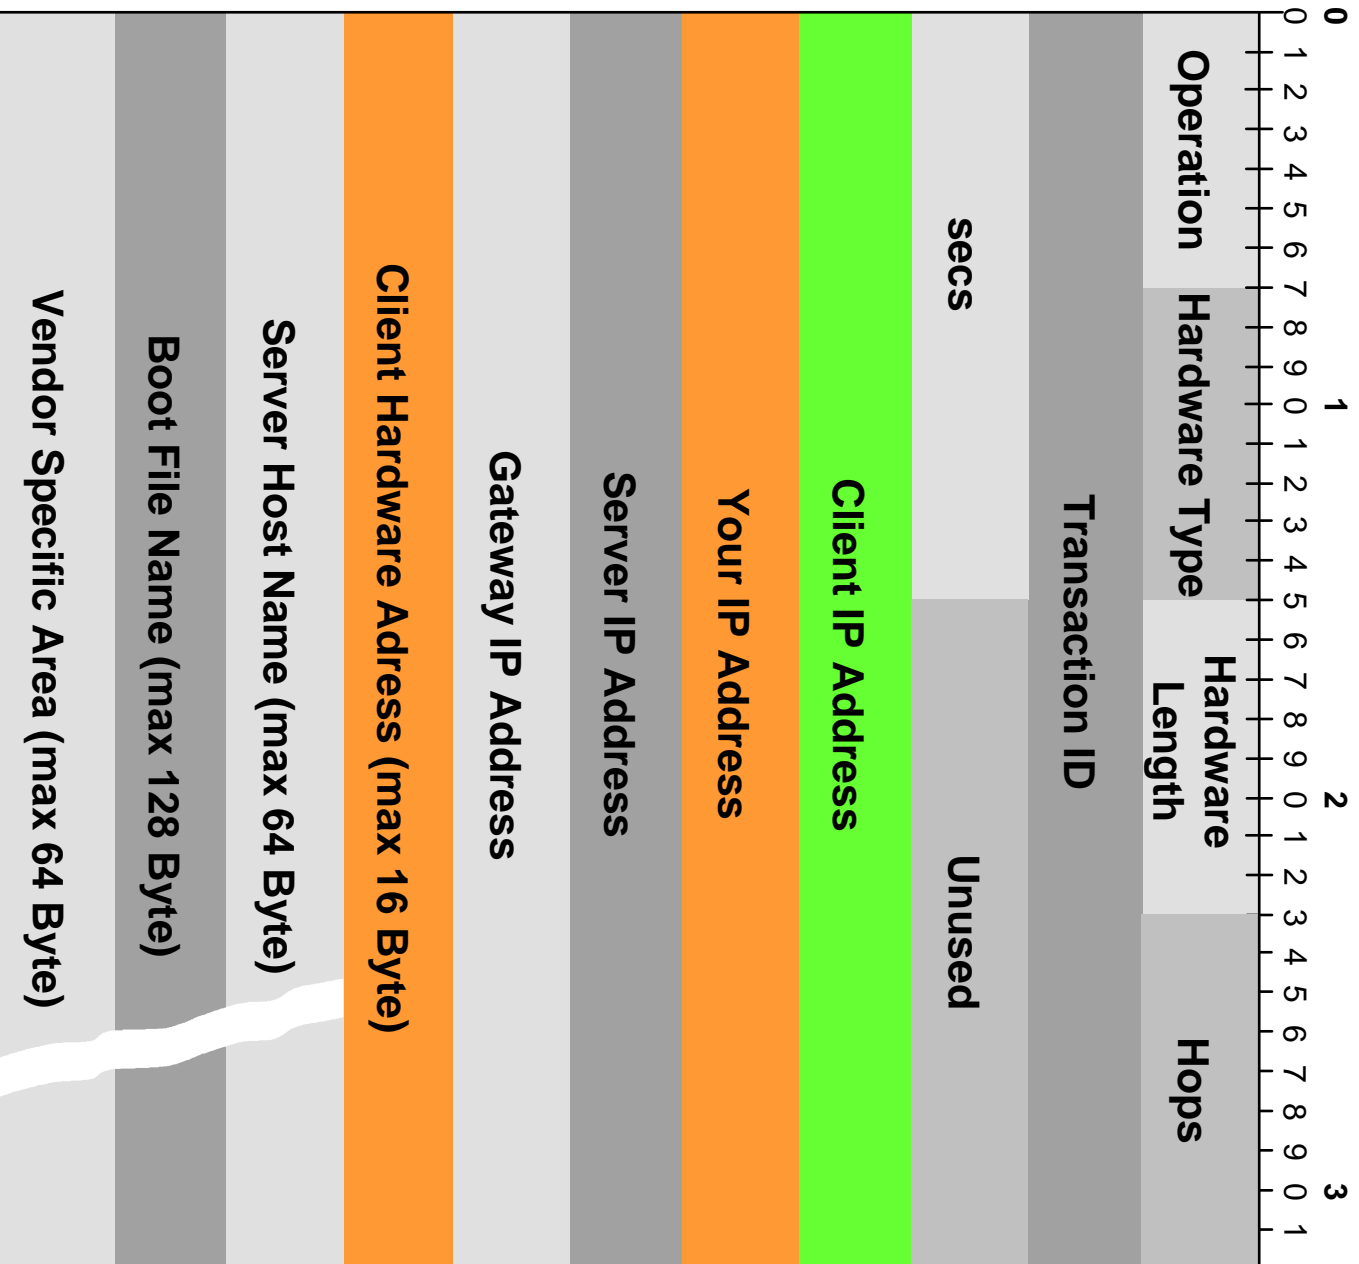 0 1 2 3
0 1 2 3 4 5 6 7 8 9 0 1 2 3 4 5 6 7 8 9 0 1 2 3 4 5 6 7 8 9 0 1
Operation Hardware Type Hardware Length Hops
Transaction ID
secs Unused
Client IP Address
Your IP Address
Server IP Address
Gateway IP Address
Client Hardware Adress (max 16 Byte)
Server Host Name (max 64 Byte)
Boot File Name (max 128 Byte)
Vendor Specific Area (max 64 Byte)